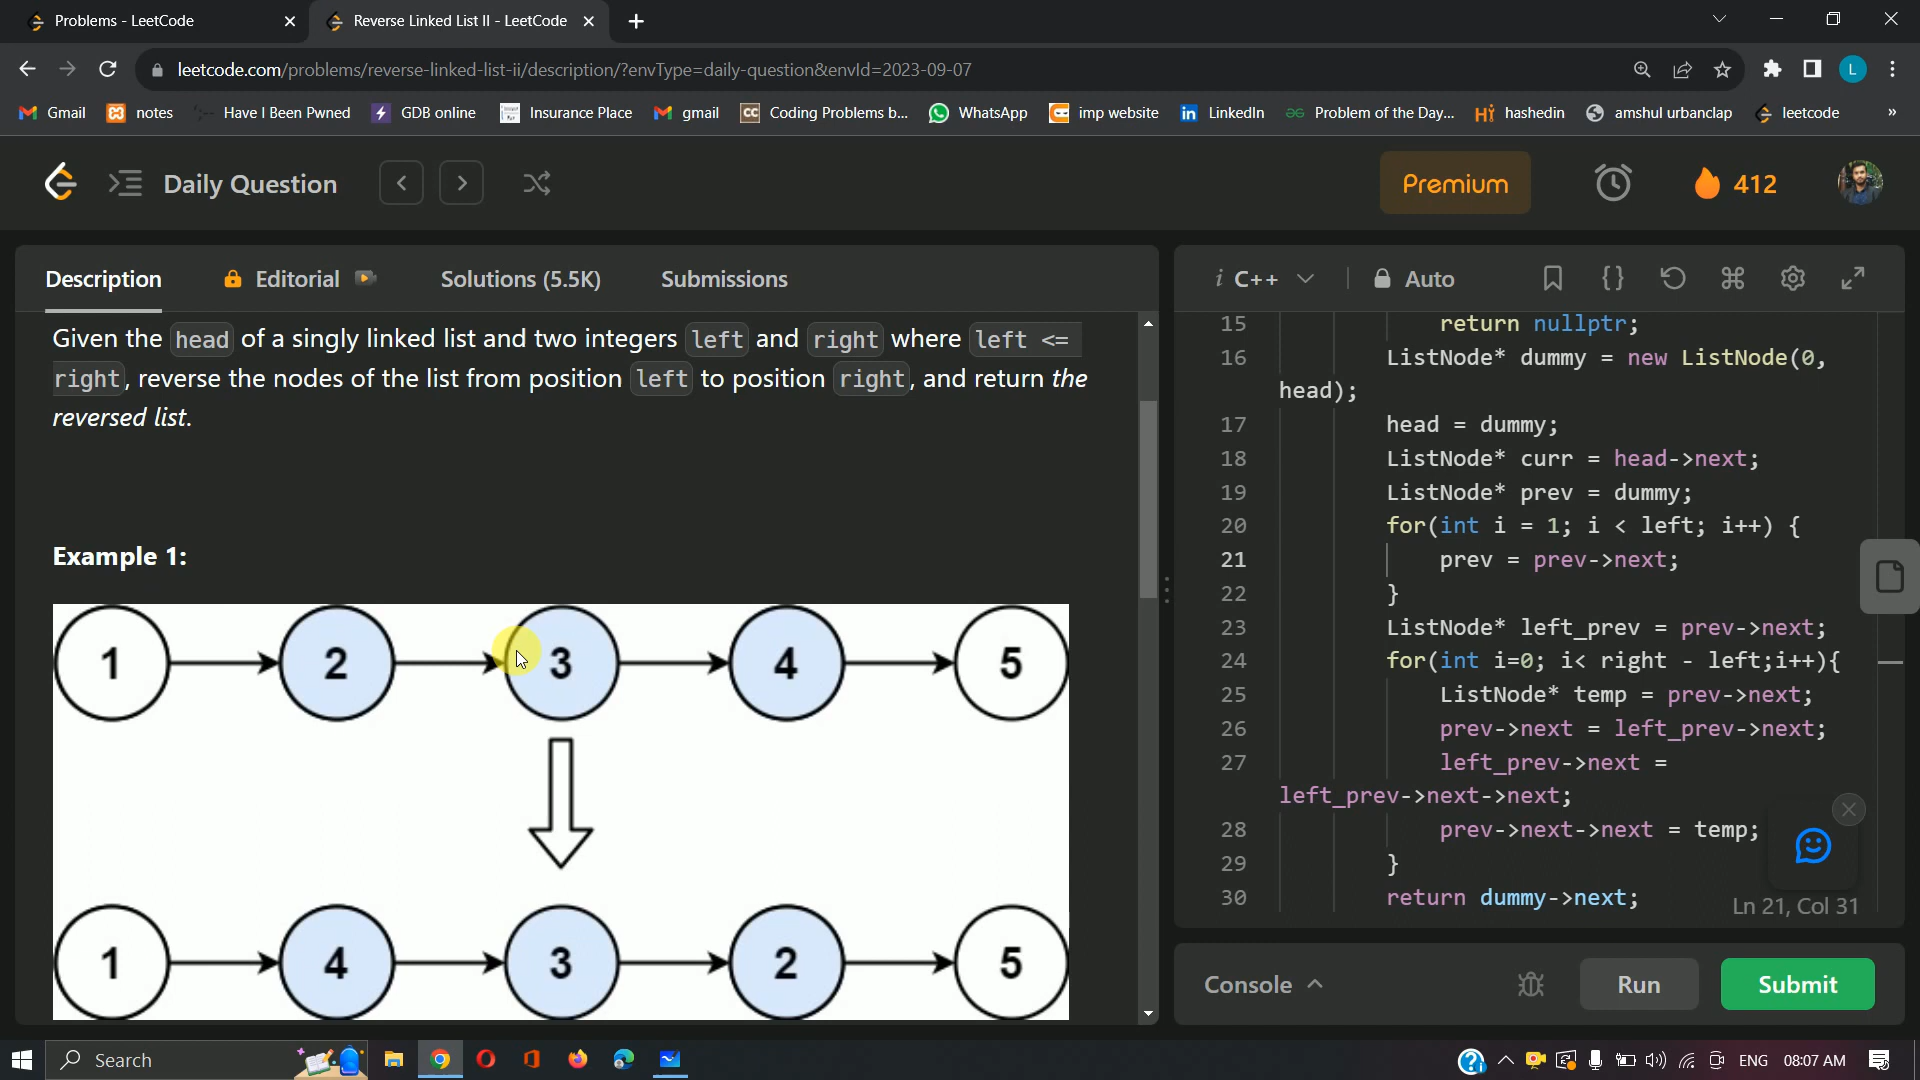 Problems - LeetCode
Reverse Linked List II - LeetCode
leetcode.com/problems/reverse-linked-list-ii/description/?envType=daily-question&envId=2023-09-07
L
Gmail
notes
Have I Been Pwned
GDB online
Insurance Place
gmail
CC
Coding Problems b...
WhatsApp
imp website
in
LinkedIn
Problem of the Day...
hashedin
amshul urbanclap
leetcode
»
Daily Question
Premium
412
Description
Editorial
Solutions (5.5K)
Submissions
i C++
Auto
Given the head of a singly linked list and two integers left and right where left <=
right, reverse the nodes of the list from position left to position right, and return the
reversed list.
Example 1:
1 2 3 4 5
1 4 3 2 5
15 return nullptr;
16 ListNode* dummy = new ListNode(0,
head);
17 head = dummy;
18 ListNode* curr = head->next;
19 ListNode* prev = dummy;
20 for(int i = 1; i < left; i++) {
21 prev = prev->next;
22 }
23 ListNode* left_prev = prev->next;
24 for(int i=0; i< right - left;i++){
25 ListNode* temp = prev->next;
26 prev->next = left_prev->next;
27 left_prev->next =
left_prev->next->next;
28 prev->next->next = temp;
29 }
30 return dummy->next;
Ln 21, Col 31
Console
Run
Submit
Search
ENG
08:07 AM